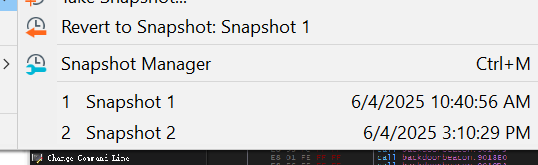 Take Snapshot...
Revert to Snapshot: Snapshot 1
Snapshot Manager Ctrl+M
1 Snapshot 1 6/4/2025 10:40:56 AM
2 Snapshot 2 6/4/2025 3:10:29 PM
Change Command Line